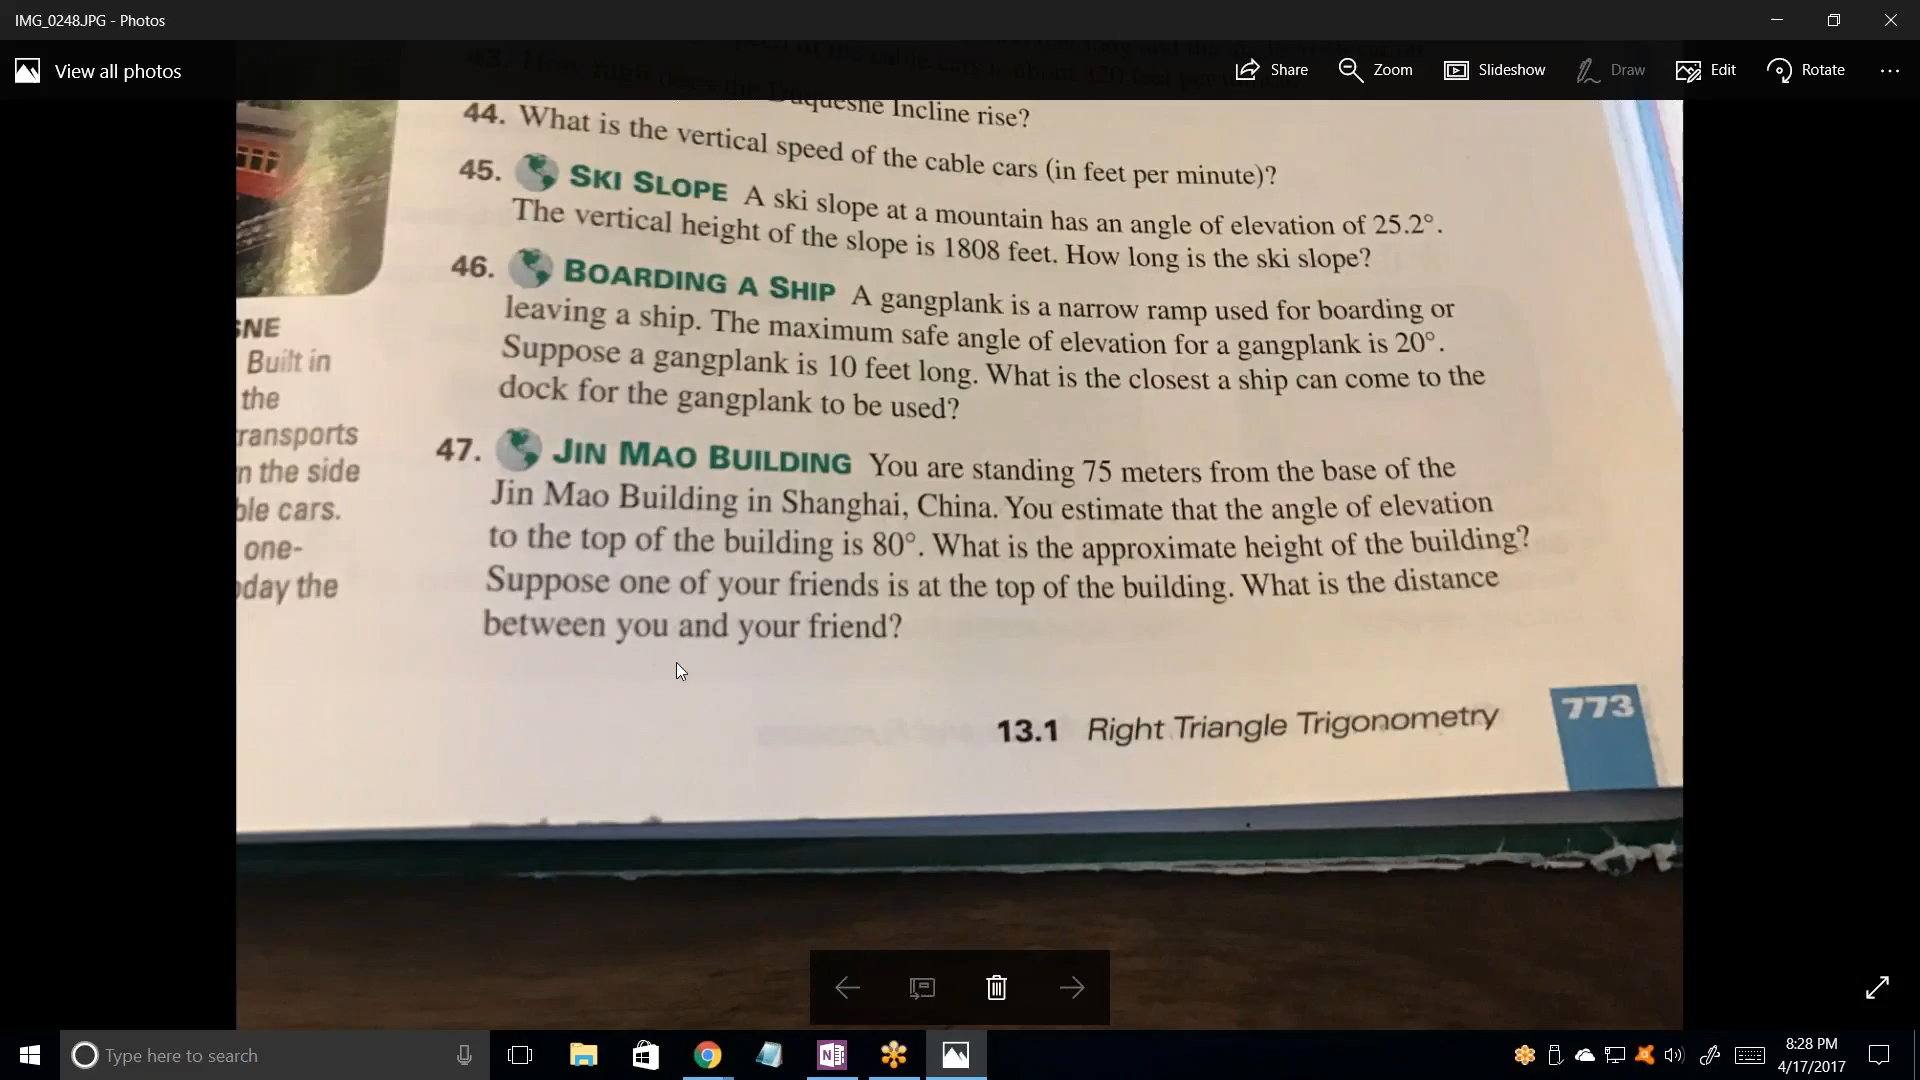 IMG_0248.JPG - Photos
View all photos
Share
Zoom
Slideshow
Draw
Edit
Rotate
43. How high does the Duquesne Incline rise?
44. What is the vertical speed of the cable cars (in feet per minute)?
45. SKI SLOPE A ski slope at a mountain has an angle of elevation of 25.2°.
The vertical height of the slope is 1808 feet. How long is the ski slope?
46. BOARDING A SHIP A gangplank is a narrow ramp used for boarding or
leaving a ship. The maximum safe angle of elevation for a gangplank is 20°.
Suppose a gangplank is 10 feet long. What is the closest a ship can come to the
dock for the gangplank to be used?
47. JIN MAO BUILDING You are standing 75 meters from the base of the
Jin Mao Building in Shanghai, China. You estimate that the angle of elevation
to the top of the building is 80°. What is the approximate height of the building?
Suppose one of your friends is at the top of the building. What is the distance
between you and your friend?
SNE
Built in
the
ransports
n the side
ble cars.
one-
day the
13.1 Right Triangle Trigonometry
773
Type here to search
8:28 PM
4/17/2017